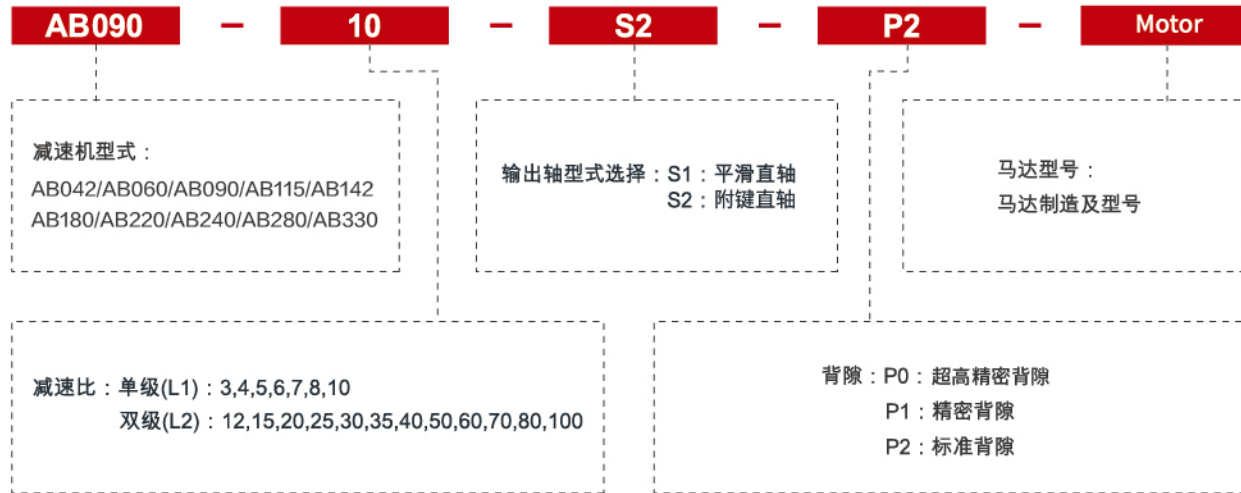 AB090 – 10 – S2 – P2 – Motor
减速机型式：
AB042/AB060/AB090/AB115/AB142
AB180/AB220/AB240/AB280/AB330
输出轴型式选择：S1：平滑直轴
S2：附键直轴
马达型号：
马达制造及型号
减速比：单级(L1)：3,4,5,6,7,8,10
双级(L2)：12,15,20,25,30,35,40,50,60,70,80,100
背隙：P0：超高精密背隙
P1：精密背隙
P2：标准背隙